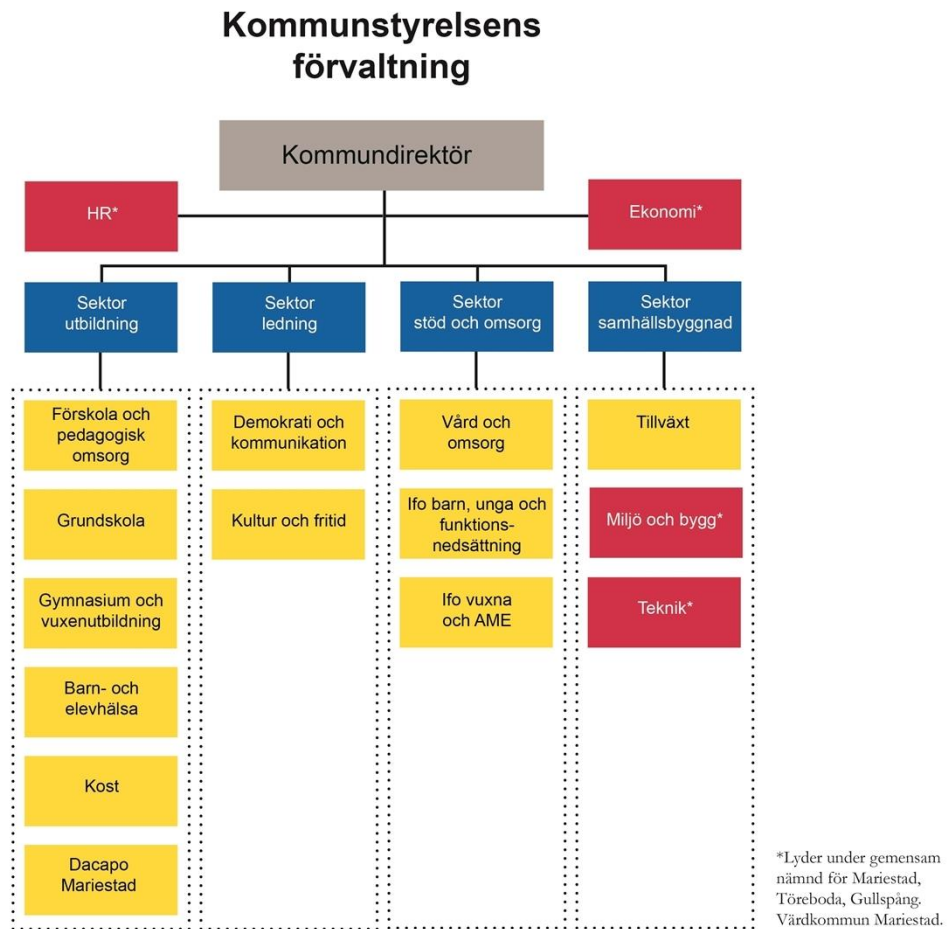 Kommunstyrelsens
förvaltning
Kommundirektör
HR*
Ekonomi*
Sektor
utbildning
Sektor
ledning
Sektor
stöd och omsorg
Sektor
samhällsbyggnad
Förskola och
pedagogisk
omsorg
Grundskola
Gymnasium och
vuxenutbildning
Barn- och
elevhälsa
Kost
Dacapo
Mariestad
Demokrati och
kommunikation
Kultur och fritid
Vård och
omsorg
Ifo barn, unga och
funktions-
nedsättning
Ifo vuxna
och AME
Tillväxt
Miljö och bygg*
Teknik*
*Lyder under gemensam
nämnd för Mariestad,
Töreboda, Gullspång.
Värdkommun Mariestad.